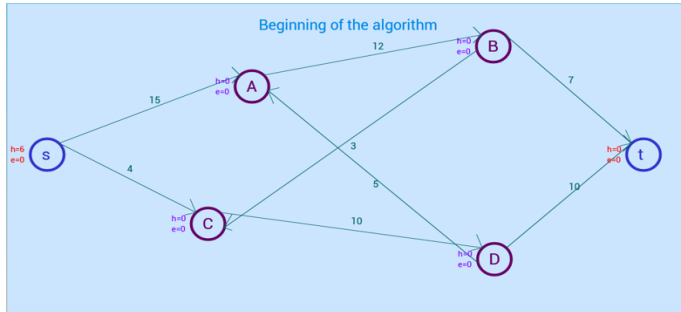 Beginning of the algorithm
12
h=0
e=0
B
h=0
e=0
A
7
15
h=6
e=0
s
3
h=0
e=0
t
4
5
10
h=0
e=0
C
10
h=0
e=0
D